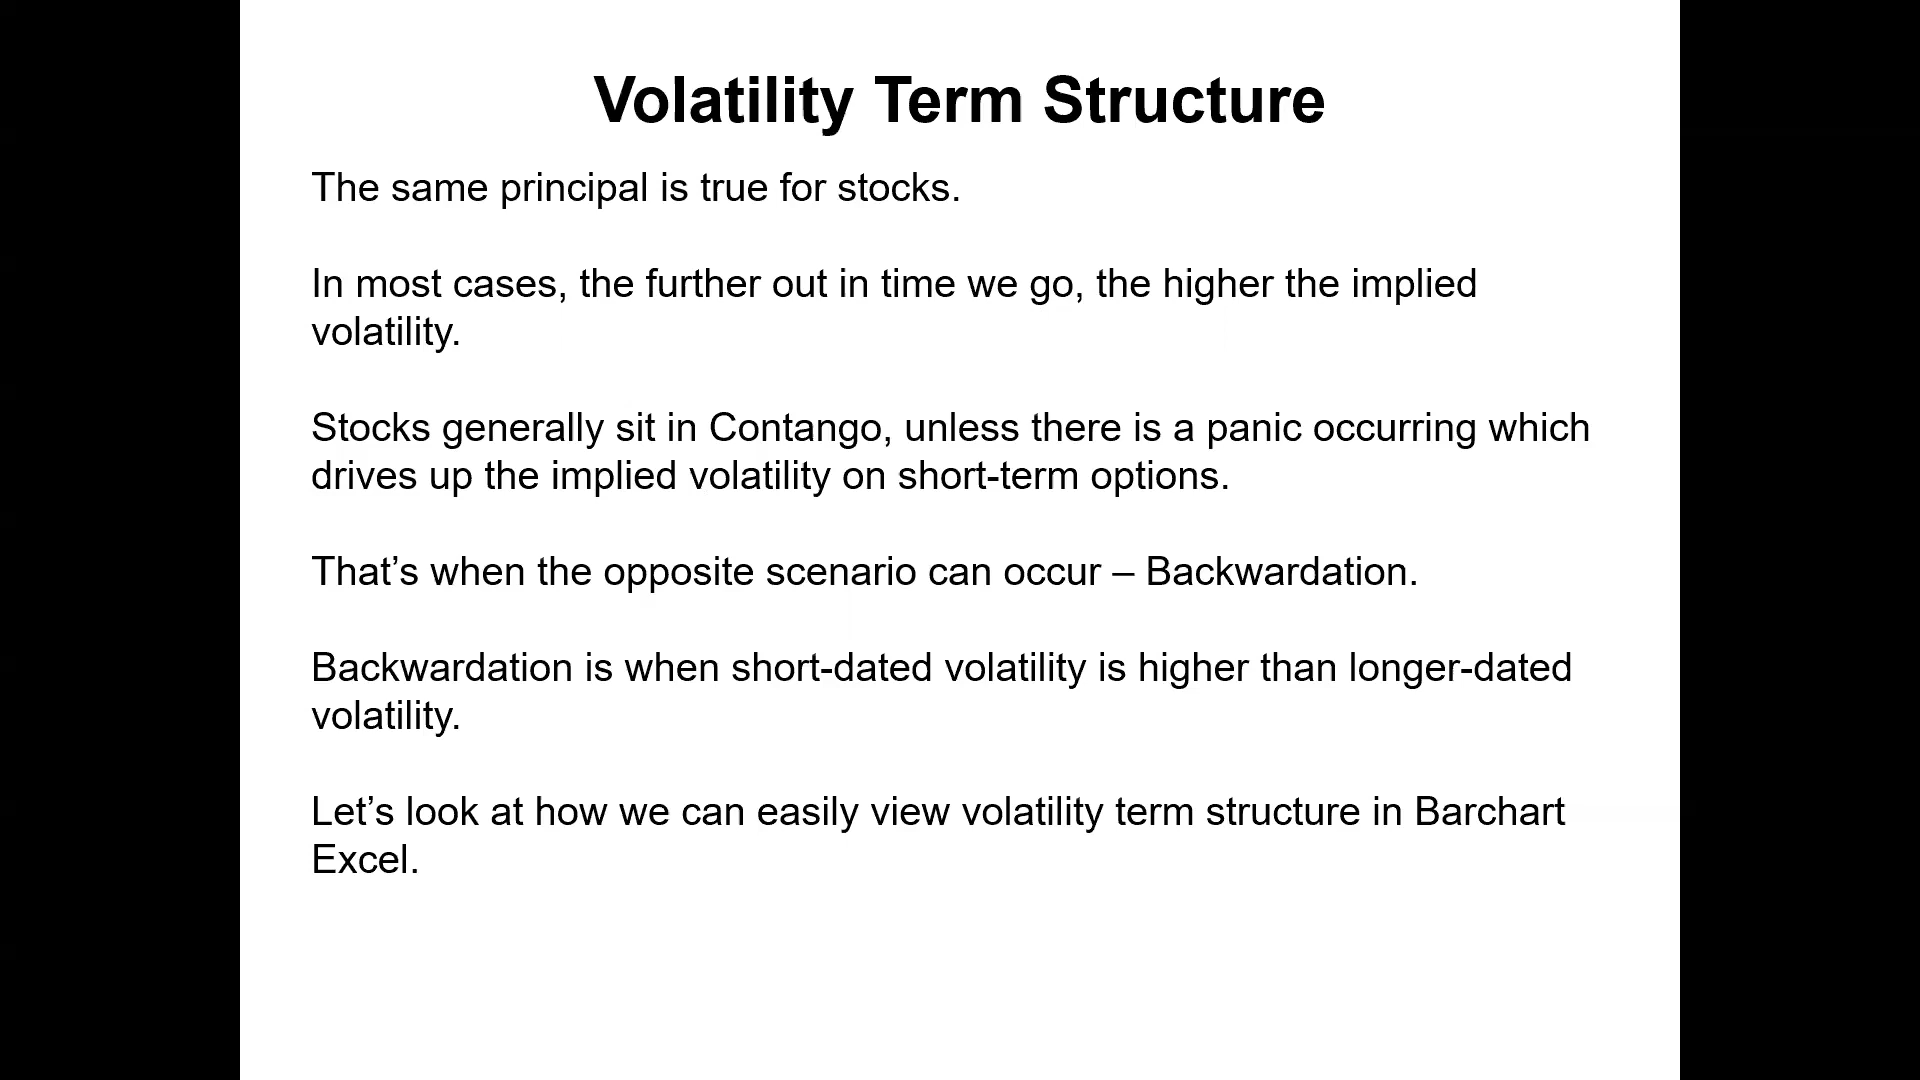 Volatility Term Structure
The same principal is true for stocks.
In most cases, the further out in time we go, the higher the implied
volatility.
Stocks generally sit in Contango, unless there is a panic occurring which
drives up the implied volatility on short-term options.
That’s when the opposite scenario can occur – Backwardation.
Backwardation is when short-dated volatility is higher than longer-dated
volatility.
Let’s look at how we can easily view volatility term structure in Barchart
Excel.